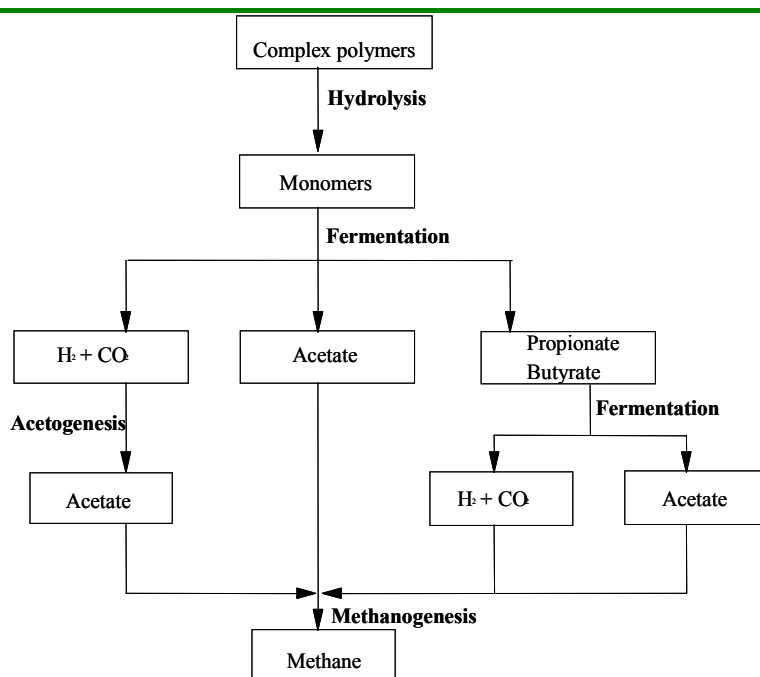 Complex polymers
Hydrolysis
Monomers
Fermentation
H₂ + CO₂
Acetate
Propionate
Butyrate
Acetogenesis
Fermentation
Acetate
H₂ + CO₂
Acetate
Methanogenesis
Methane